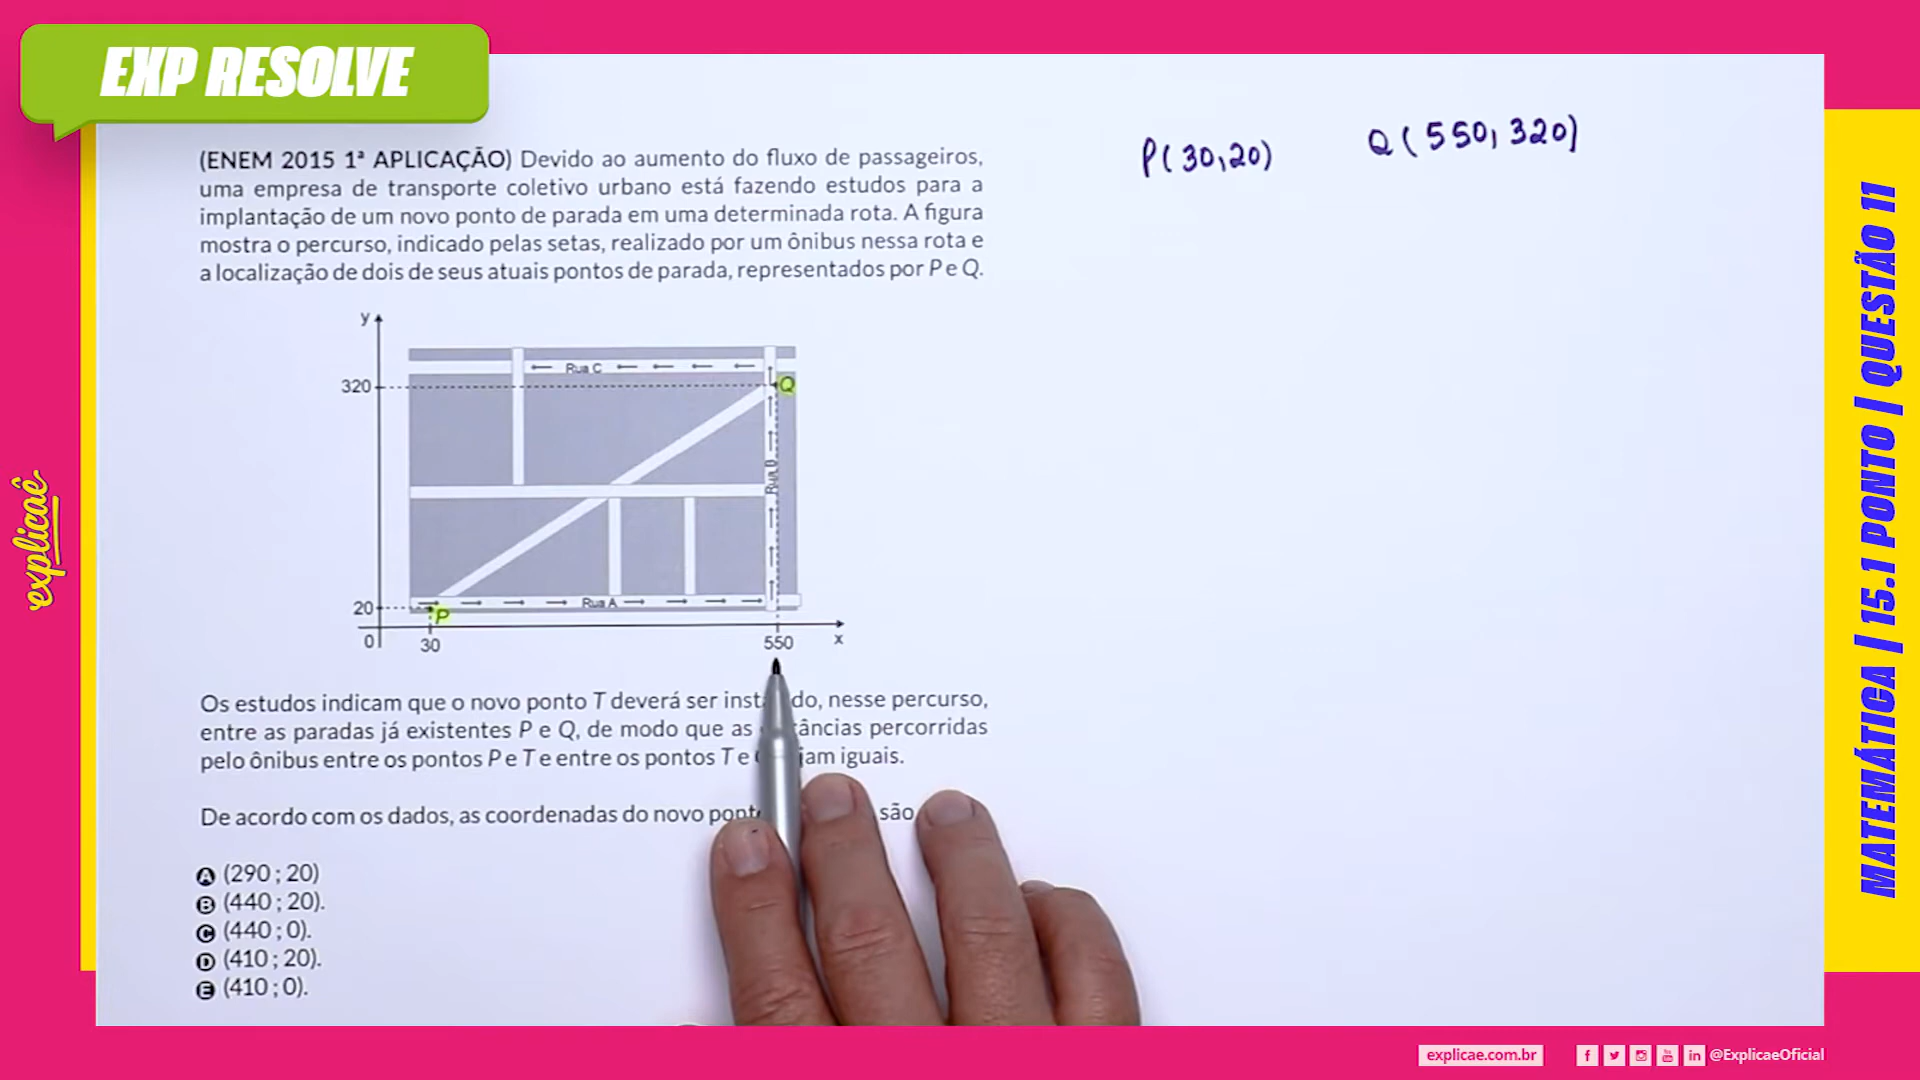 EXP RESOLVE
(ENEM 2015 1ª APLICAÇÃO) Devido ao aumento do fluxo de passageiros,
uma empresa de transporte coletivo urbano está fazendo estudos para a
implantação de um novo ponto de parada em uma determinada rota. A figura
mostra o percurso, indicado pelas setas, realizado por um ônibus nessa rota e
a localização de dois de seus atuais pontos de parada, representados por P e Q.
P(30,20) Q(550,320)
y
Rua C
320
Q
Rua B
Rua A
20
P
0
30
550
x
Os estudos indicam que o novo ponto T deverá ser do, nesse percurso,
entre as paradas já existentes P e Q, de modo que as percorridas
pelo ônibus entre os pontos P e T e entre os pontos T e iguais.
De acordo com os dados, as coordenadas do novo são
A (290 ; 20)
B (440 ; 20).
C (440 ; 0).
D (410 ; 20).
E (410 ; 0).
explicaê
MATEMÁTICA | 15.1 PONTO | QUESTÃO 11
explicae.com.br
@ExplicaeOficial